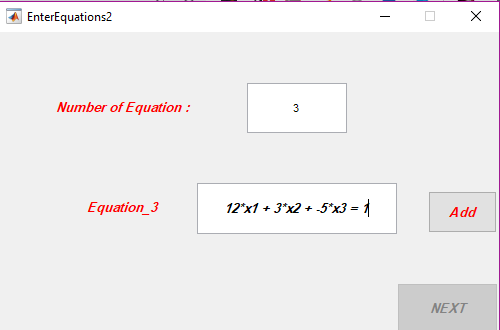 EnterEquations2
Number of Equation : 3
Equation_3 12*x1 + 3*x2 + -5*x3 = 1 Add
NEXT